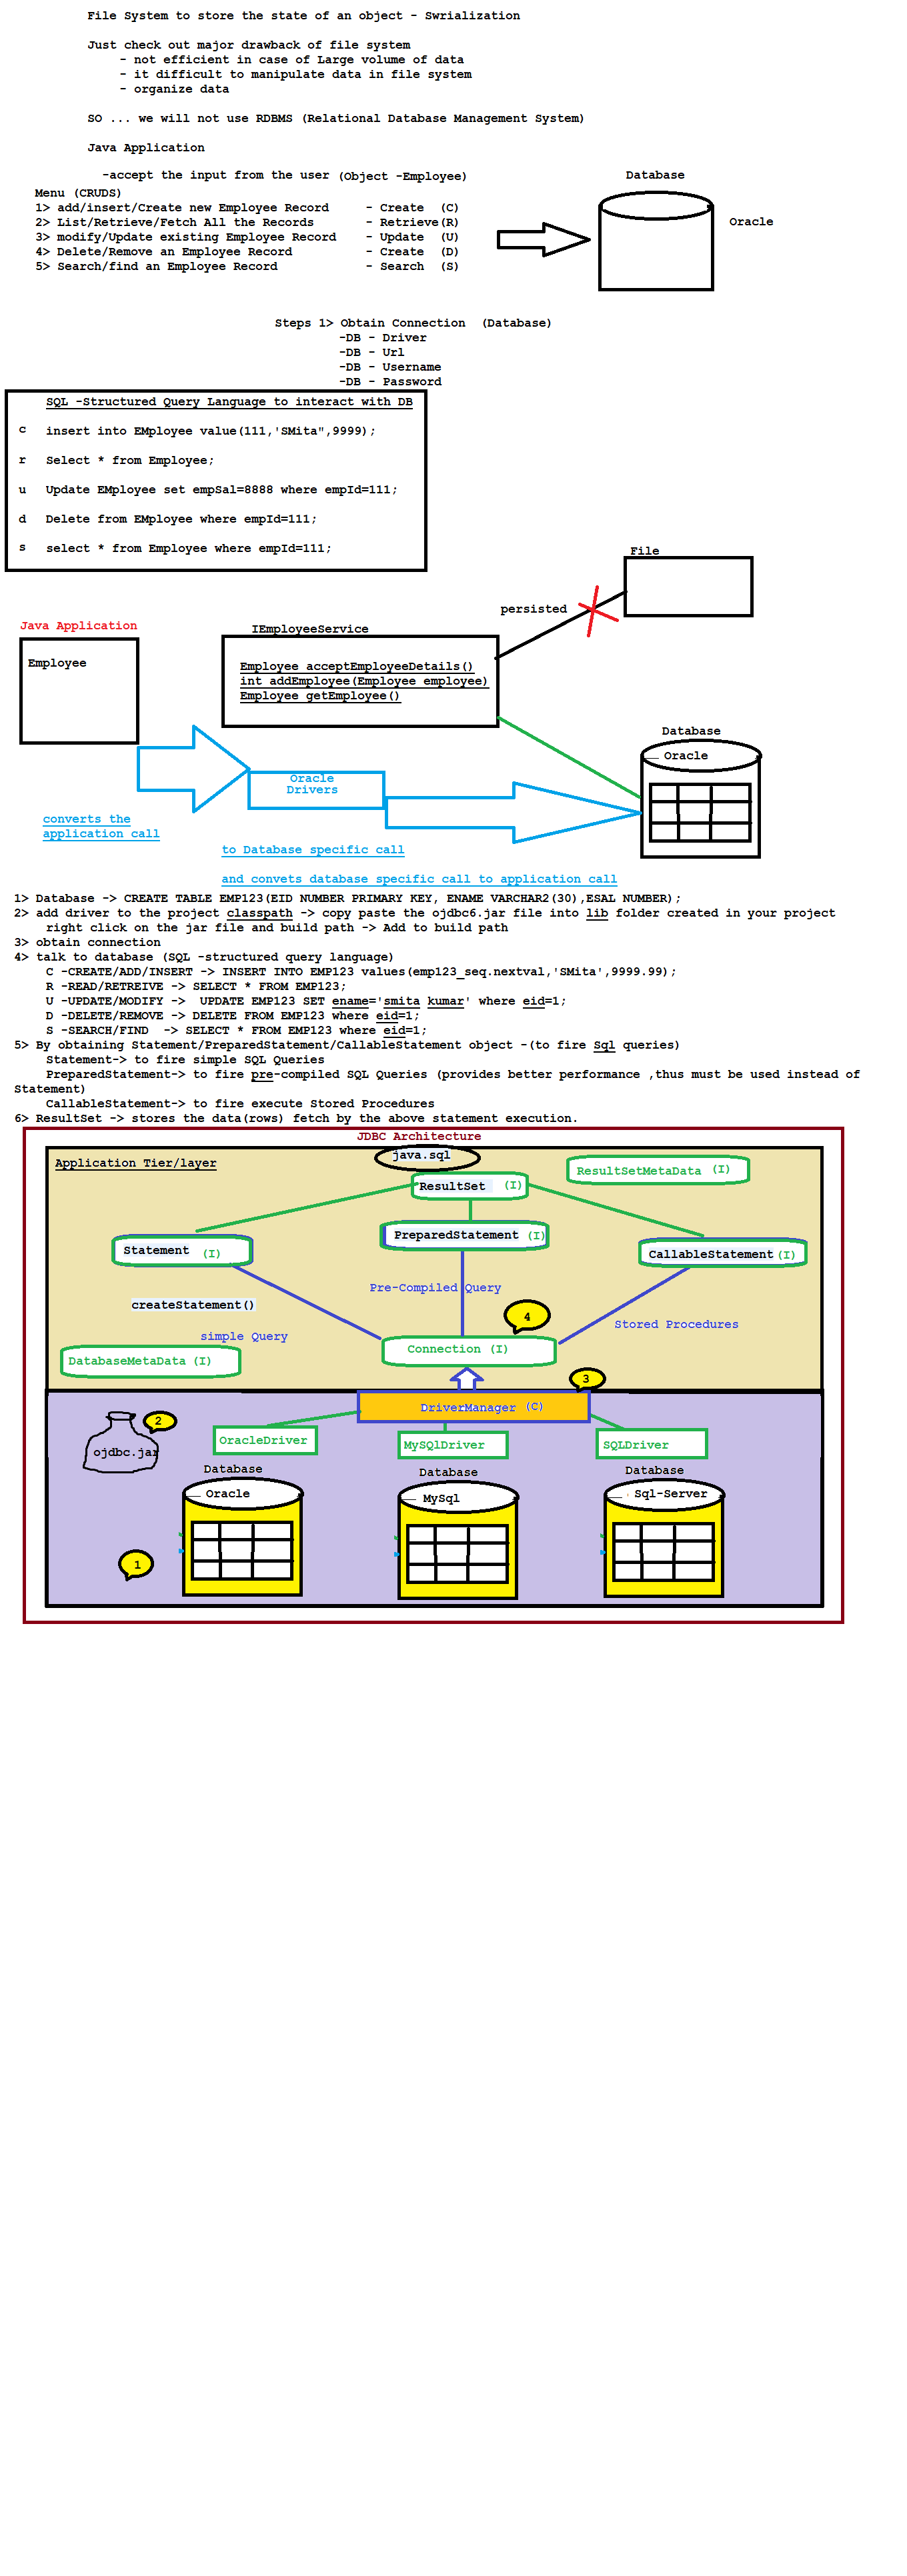 File System to store the state of an object - Swrialization
Just check out major drawback of file system
- not efficient in case of Large volume of data
- it difficult to manipulate data in file system
- organize data
SO ... we will not use RDBMS (Relational Database Management System)
Java Application
-accept the input from the user (Object -Employee)
Menu (CRUDS)
1> add/insert/Create new Employee Record - Create (C)
2> List/Retrieve/Fetch All the Records - Retrieve(R)
3> modify/Update existing Employee Record - Update (U)
4> Delete/Remove an Employee Record - Create (D)
5> Search/find an Employee Record - Search (S)
Database
Oracle
Steps 1> Obtain Connection (Database)
-DB - Driver
-DB - Url
-DB - Username
-DB - Password
SQL -Structured Query Language to interact with DB
c insert into EMployee value(111,'SMita",9999);
r Select * from Employee;
u Update EMployee set empSal=8888 where empId=111;
d Delete from EMployee where empId=111;
s select * from Employee where empId=111;
File
persisted
Java Application
Employee
IEmployeeService
Employee acceptEmployeeDetails()
int addEmployee(Employee employee)
Employee getEmployee()
Database
Oracle
Oracle
Drivers
converts the
application call
to Database specific call
and convets database specific call to application call
1> Database -> CREATE TABLE EMP123(EID NUMBER PRIMARY KEY, ENAME VARCHAR2(30),ESAL NUMBER);
2> add driver to the project classpath -> copy paste the ojdbc6.jar file into lib folder created in your project
right click on the jar file and build path -> Add to build path
3> obtain connection
4> talk to database (SQL -structured query language)
C -CREATE/ADD/INSERT -> INSERT INTO EMP123 values(emp123_seq.nextval,'SMita',9999.99);
R -READ/RETREIVE -> SELECT * FROM EMP123;
U -UPDATE/MODIFY -> UPDATE EMP123 SET ename='smita kumar' where eid=1;
D -DELETE/REMOVE -> DELETE FROM EMP123 where eid=1;
S -SEARCH/FIND -> SELECT * FROM EMP123 where eid=1;
5> By obtaining Statement/PreparedStatement/CallableStatement object -(to fire Sql queries)
Statement-> to fire simple SQL Queries
PreparedStatement-> to fire pre-compiled SQL Queries (provides better performance ,thus must be used instead of
Statement)
CallableStatement-> to fire execute Stored Procedures
6> ResultSet -> stores the data(rows) fetch by the above statement execution.
JDBC Architecture
Application Tier/layer
java.sql
ResultSetMetaData (I)
ResultSet (I)
Statement (I)
PreparedStatement (I)
CallableStatement(I)
Pre-Compiled Query
createStatement()
4
Stored Procedures
simple Query
Connection (I)
DatabaseMetaData (I)
3
DriverManager (C)
2
ojdbc.jar
OracleDriver
MySQlDriver
SQLDriver
Database
Oracle
Database
MySql
Database
Sql-Server
1